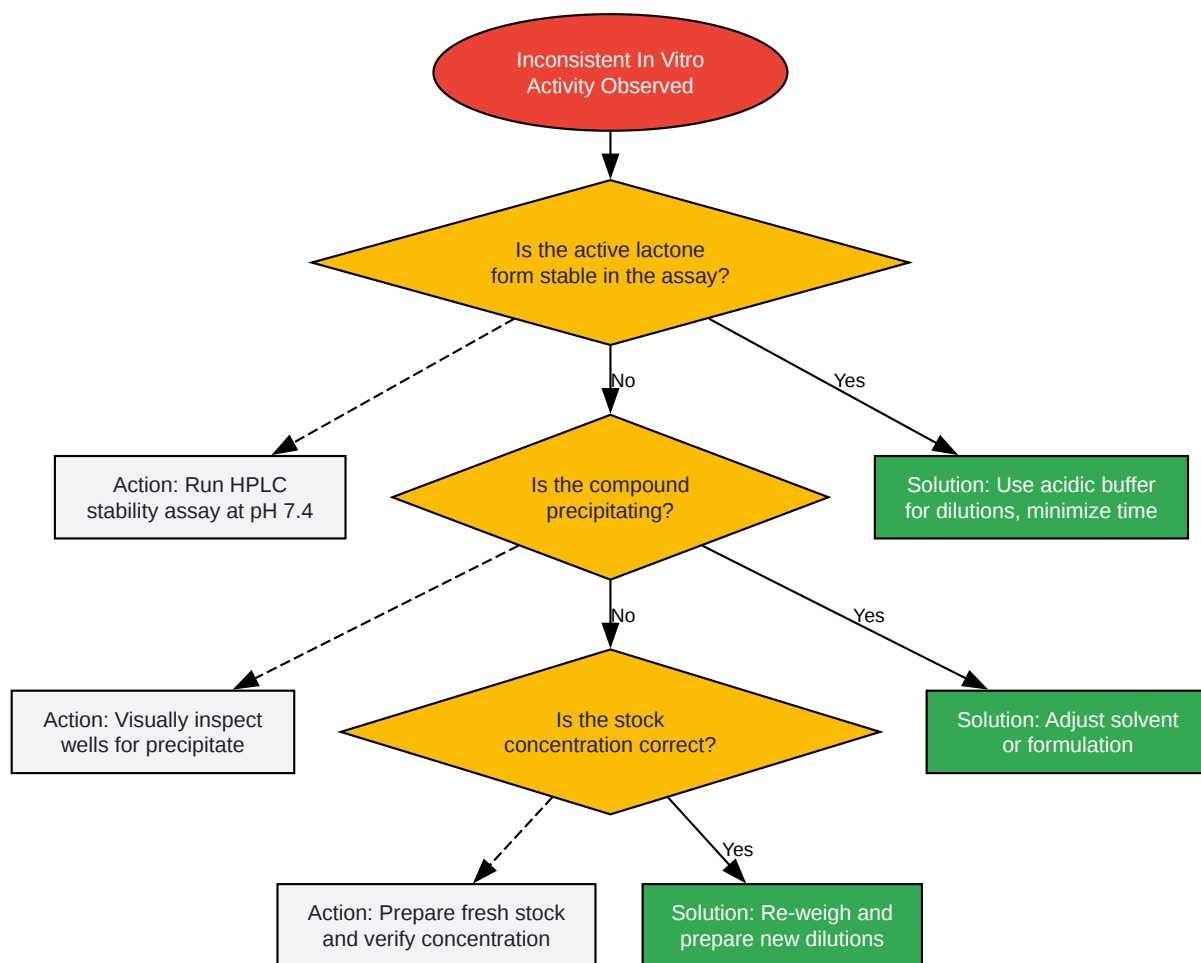 Inconsistent In Vitro
Activity Observed
Is the active lactone
form stable in the assay?
No
Yes
Action: Run HPLC
stability assay at pH 7.4
Is the compound
precipitating?
Solution: Use acidic buffer
for dilutions, minimize time
No
Yes
Action: Visually inspect
wells for precipitate
Is the stock
concentration correct?
Solution: Adjust solvent
or formulation
Yes
Action: Prepare fresh stock
and verify concentration
Solution: Re-weigh and
prepare new dilutions